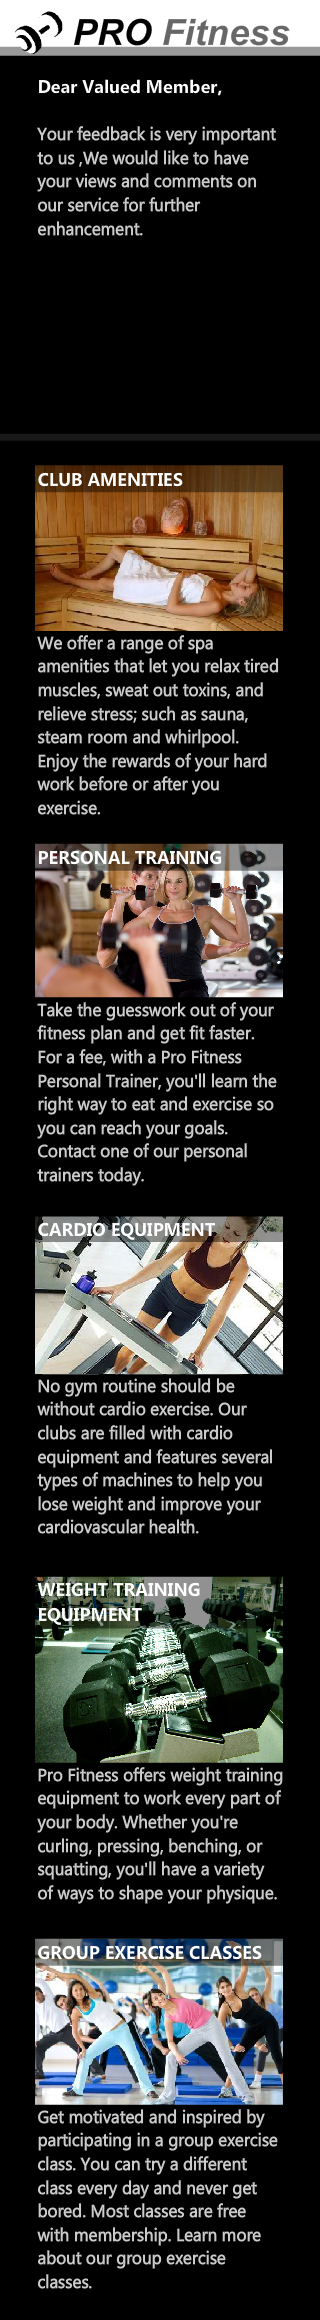 PRO Fitness
Dear Valued Member,
Your feedback is very important
to us ,We would like to have
your views and comments on
our service for further
enhancement.
CLUB AMENITIES
We offer a range of spa
amenities that let you relax tired
muscles, sweat out toxins, and
relieve stress; such as sauna,
steam room and whirlpool.
Enjoy the rewards of your hard
work before or after you
exercise.
PERSONAL TRAINING
Take the guesswork out of your
fitness plan and get fit faster.
For a fee, with a Pro Fitness
Personal Trainer, you'll learn the
right way to eat and exercise so
you can reach your goals.
Contact one of our personal
trainers today.
CARDIO EQUIPMENT
No gym routine should be
without cardio exercise. Our
clubs are filled with cardio
equipment and features several
types of machines to help you
lose weight and improve your
cardiovascular health.
WEIGHT TRAINING
EQUIPMENT
Pro Fitness offers weight training
equipment to work every part of
your body. Whether you're
curling, pressing, benching, or
squatting, you'll have a variety
of ways to shape your physique.
GROUP EXERCISE CLASSES
Get motivated and inspired by
participating in a group exercise
class. You can try a different
class every day and never get
bored. Most classes are free
with membership. Learn more
about our group exercise
classes.